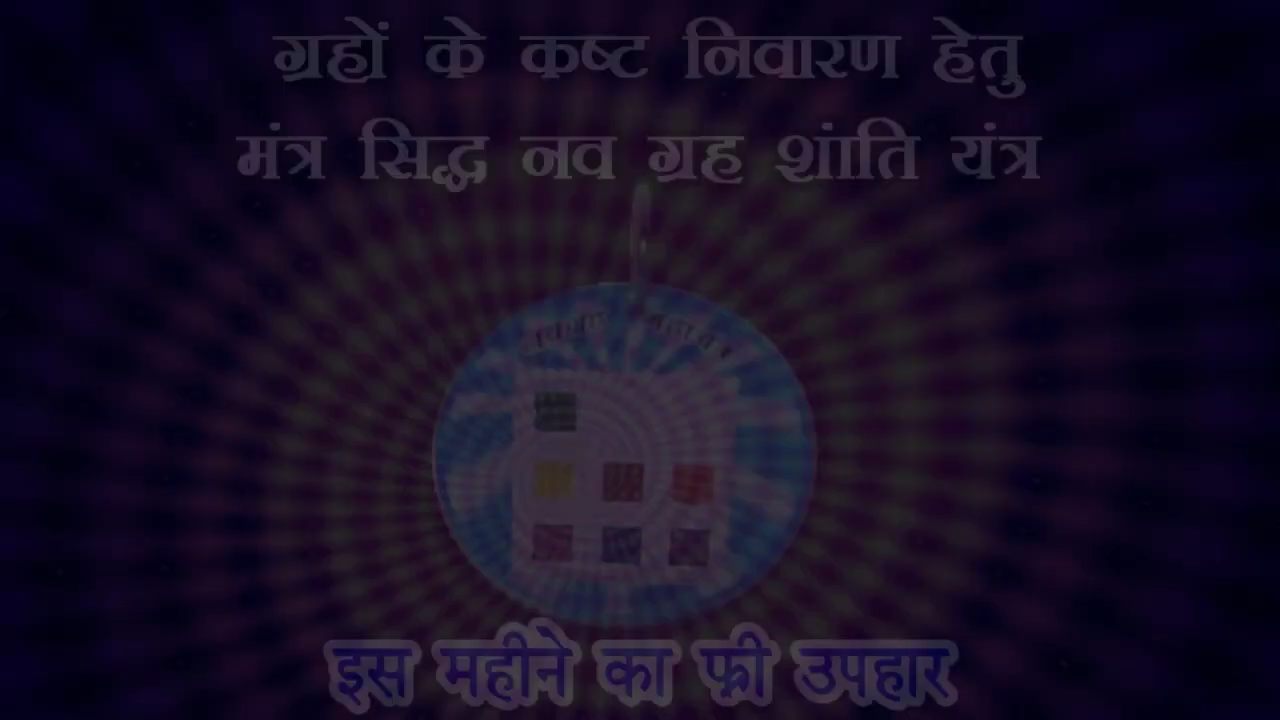 ग्रहों के कष्ट निवारण हेतु
मंत्र सिद्ध नव ग्रह शांति यंत्र
इस महीने का फ्री उपहार